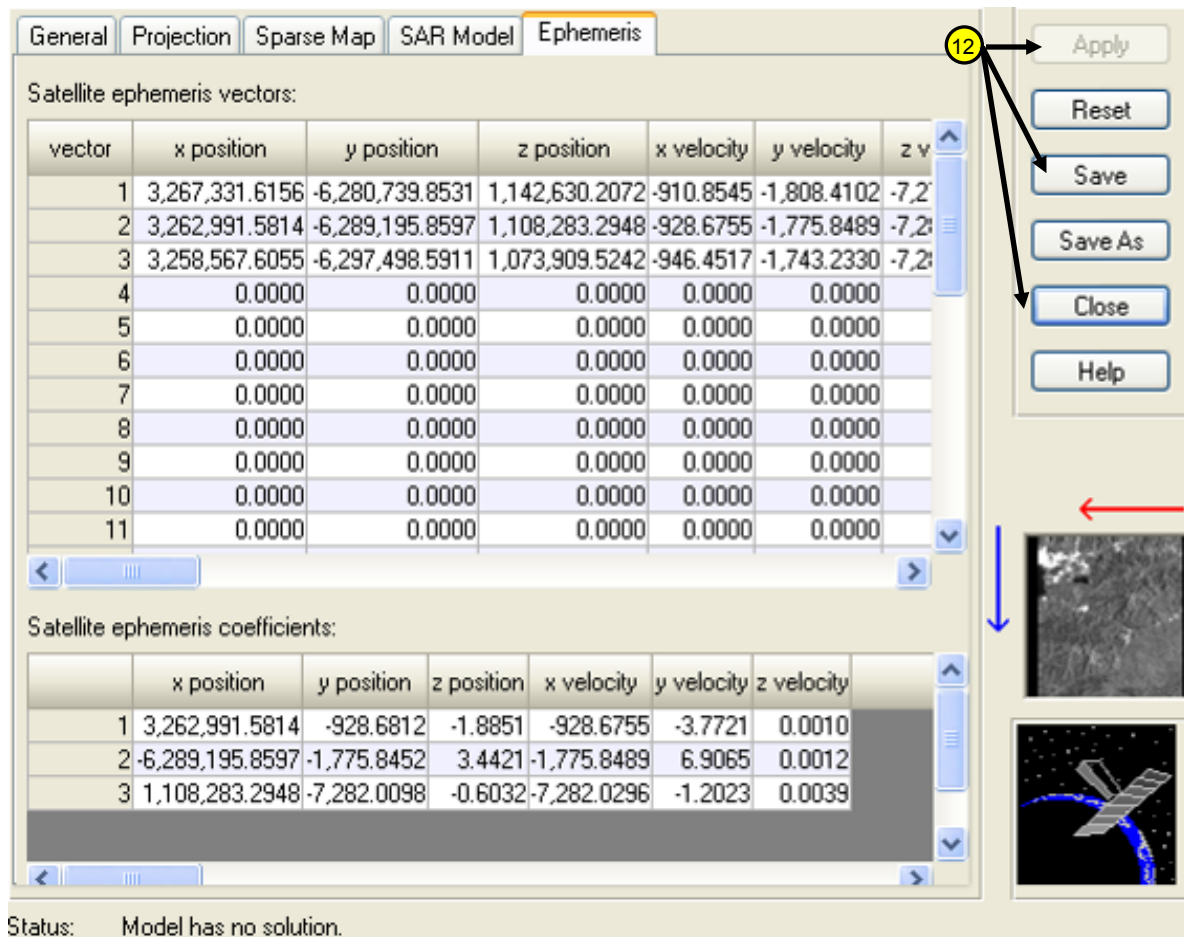 General Projection Sparse Map SAR Model Ephemeris
12
Apply
Reset
Save
Save As
Close
Help
Satellite ephemeris vectors:
vector x position y position z position x velocity y velocity z v
1 3,267,331.6156 -6,280,739.8531 1,142,630.2072 -910.8545 -1,808.4102 -7,2
2 3,262,991.5814 -6,289,195.8597 1,108,283.2948 -928.6755 -1,775.8489 -7,2
3 3,258,567.6055 -6,297,498.5911 1,073,909.5242 -946.4517 -1,743.2330 -7,2
4 0.0000 0.0000 0.0000 0.0000 0.0000
5 0.0000 0.0000 0.0000 0.0000 0.0000
6 0.0000 0.0000 0.0000 0.0000 0.0000
7 0.0000 0.0000 0.0000 0.0000 0.0000
8 0.0000 0.0000 0.0000 0.0000 0.0000
9 0.0000 0.0000 0.0000 0.0000 0.0000
10 0.0000 0.0000 0.0000 0.0000 0.0000
11 0.0000 0.0000 0.0000 0.0000 0.0000
Satellite ephemeris coefficients:
x position y position z position x velocity y velocity z velocity
1 3,262,991.5814 -928.6812 -1.8851 -928.6755 -3.7721 0.0010
2 -6,289,195.8597 -1,775.8452 3.4421 -1,775.8489 6.9065 0.0012
3 1,108,283.2948 -7,282.0098 -0.6032 -7,282.0296 -1.2023 0.0039
Status: Model has no solution.